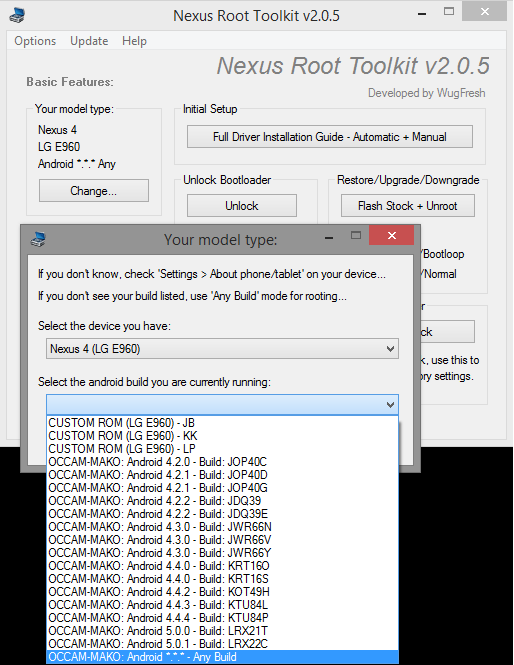 Nexus Root Toolkit v2.0.5
Options Update Help
Nexus Root Toolkit v2.0.5
Developed by WugFresh
Basic Features:
Your model type:
Nexus 4
LG E960
Android *.*.* Any
Change...
Initial Setup
Full Driver Installation Guide - Automatic + Manual
Unlock Bootloader
Unlock
Restore/Upgrade/Downgrade
Flash Stock + Unroot
/Bootloop
/Normal
er
ck
k, use this to
ory settings.
Your model type:
If you don't know, check 'Settings > About phone/tablet' on your device...
If you don't see your build listed, use 'Any Build' mode for rooting...
Select the device you have:
Nexus 4 (LG E960)
Select the android build you are currently running:
CUSTOM ROM (LG E960) - JB
CUSTOM ROM (LG E960) - KK
CUSTOM ROM (LG E960) - LP
OCCAM-MAKO: Android 4.2.0 - Build: JOP40C
OCCAM-MAKO: Android 4.2.1 - Build: JOP40D
OCCAM-MAKO: Android 4.2.1 - Build: JOP40G
OCCAM-MAKO: Android 4.2.2 - Build: JDQ39
OCCAM-MAKO: Android 4.2.2 - Build: JDQ39E
OCCAM-MAKO: Android 4.3.0 - Build: JWR66N
OCCAM-MAKO: Android 4.3.0 - Build: JWR66V
OCCAM-MAKO: Android 4.3.0 - Build: JWR66Y
OCCAM-MAKO: Android 4.4.0 - Build: KRT16O
OCCAM-MAKO: Android 4.4.0 - Build: KRT16S
OCCAM-MAKO: Android 4.4.2 - Build: KOT49H
OCCAM-MAKO: Android 4.4.3 - Build: KTU84L
OCCAM-MAKO: Android 4.4.4 - Build: KTU84P
OCCAM-MAKO: Android 5.0.0 - Build: LRX21T
OCCAM-MAKO: Android 5.0.1 - Build: LRX22C
OCCAM-MAKO: Android *.*.* - Any Build